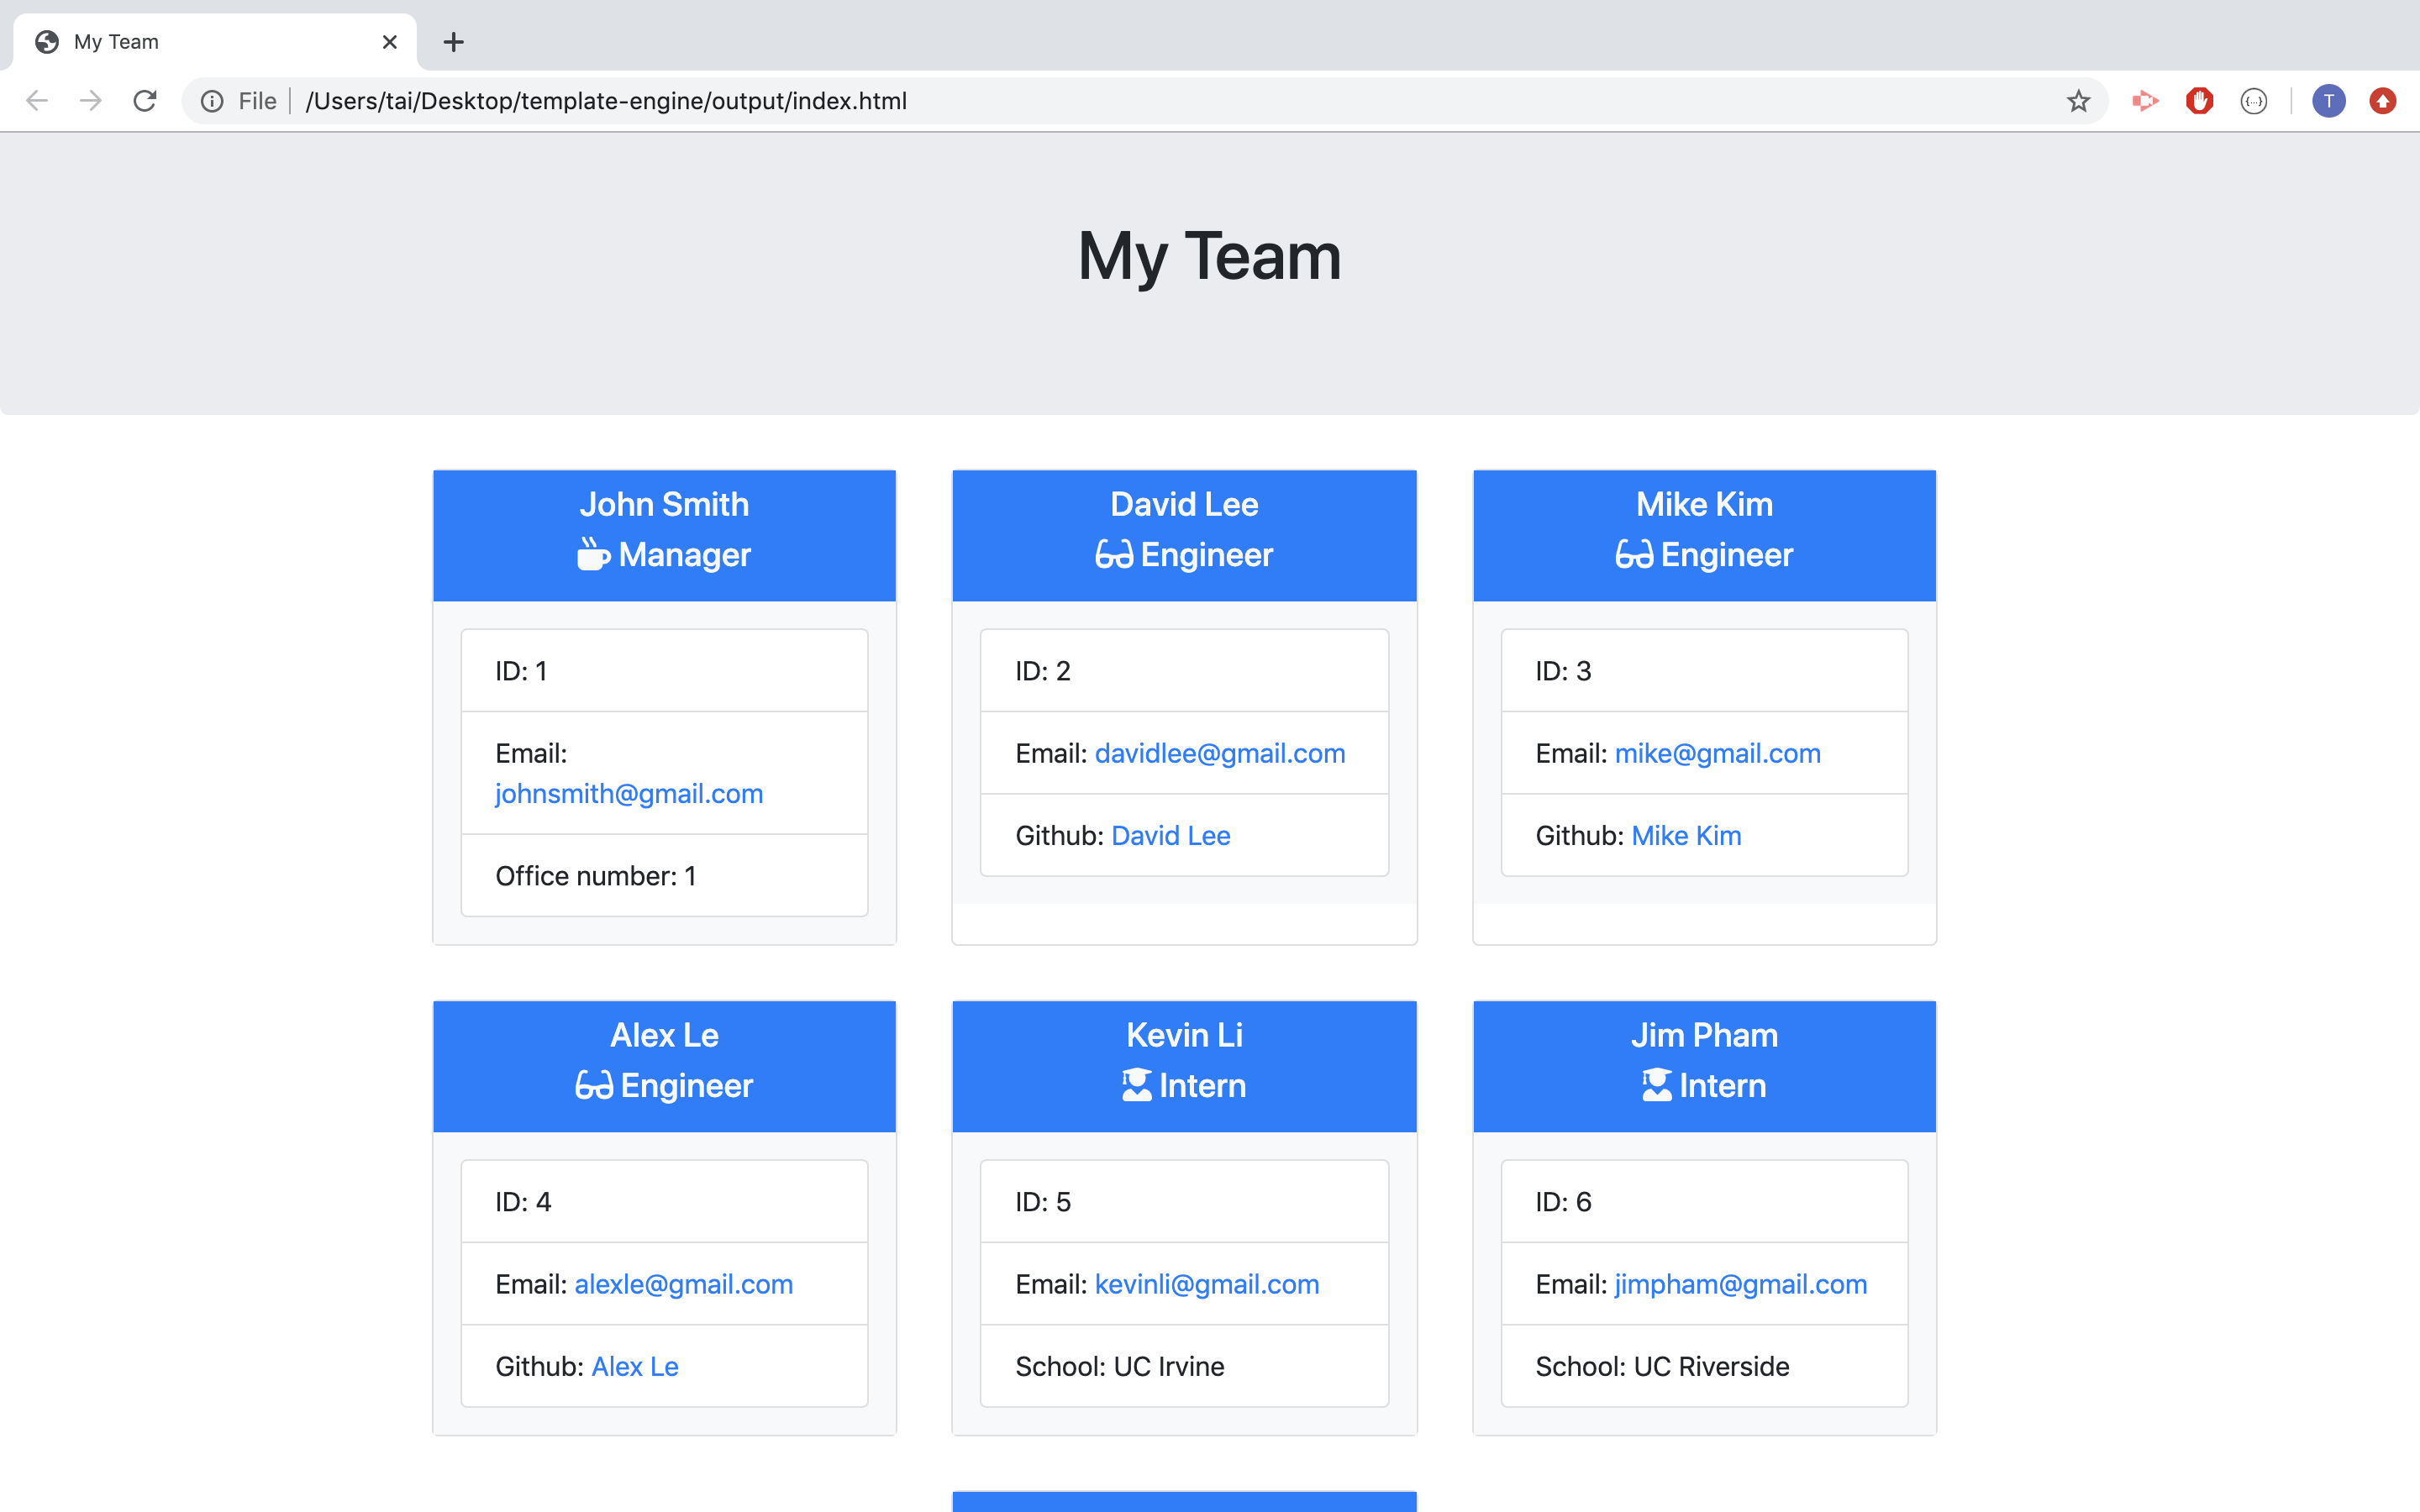 My Team
File /Users/tai/Desktop/template-engine/output/index.html
T
My Team
John Smith
Manager
ID: 1
Email:
johnsmith@gmail.com
Office number: 1
David Lee
Engineer
ID: 2
Email: davidlee@gmail.com
Github: David Lee
Mike Kim
Engineer
ID: 3
Email: mike@gmail.com
Github: Mike Kim
Alex Le
Engineer
ID: 4
Email: alexle@gmail.com
Github: Alex Le
Kevin Li
Intern
ID: 5
Email: kevinli@gmail.com
School: UC Irvine
Jim Pham
Intern
ID: 6
Email: jimpham@gmail.com
School: UC Riverside